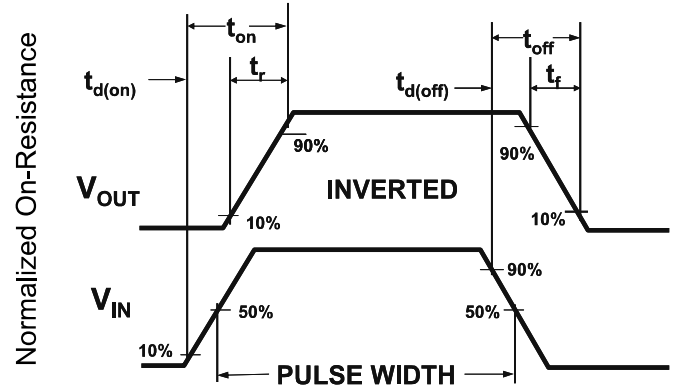 Normalized On-Resistance
ton
toff
td(on)
tr
td(off)
tf
90%
90%
VOUT
INVERTED
10%
10%
VIN
90%
50%
50%
10%
PULSE WIDTH